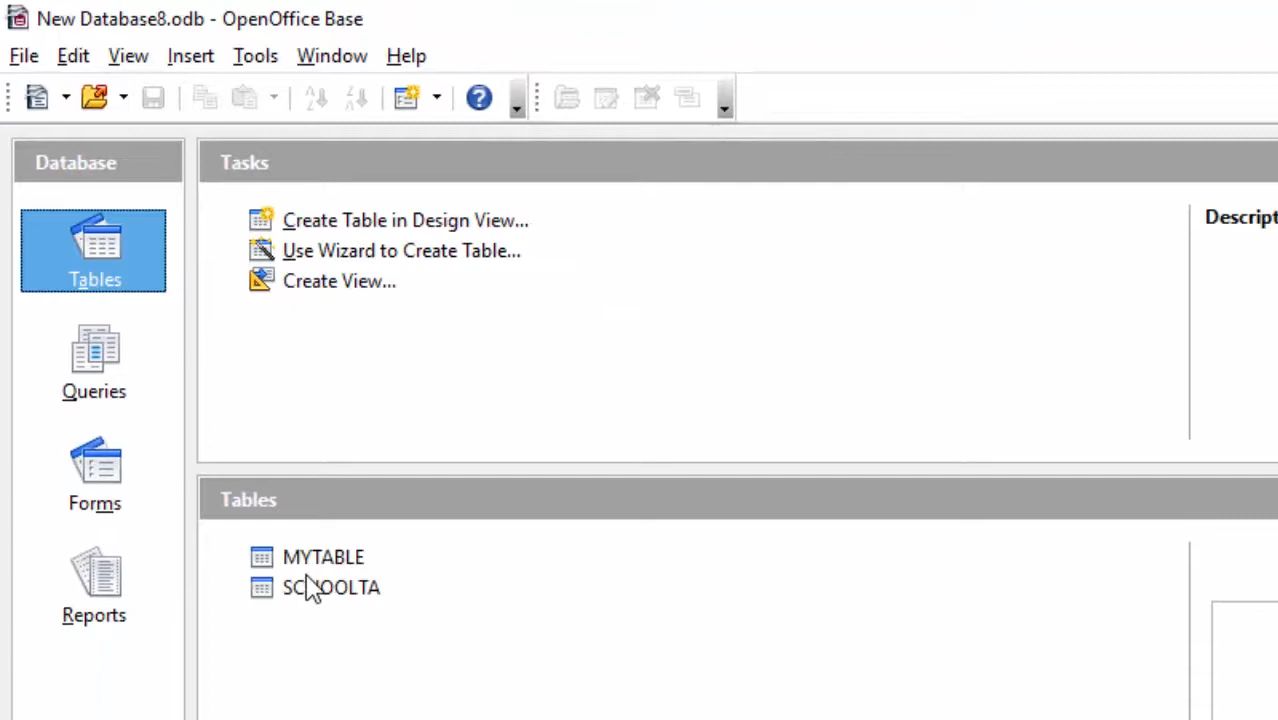 New Database8.odb - OpenOffice Base
File Edit View Insert Tools Window Help
Database
Tasks
Create Table in Design View...
Use Wizard to Create Table...
Create View...
Descript
Tables
Queries
Forms
Reports
Tables
MYTABLE